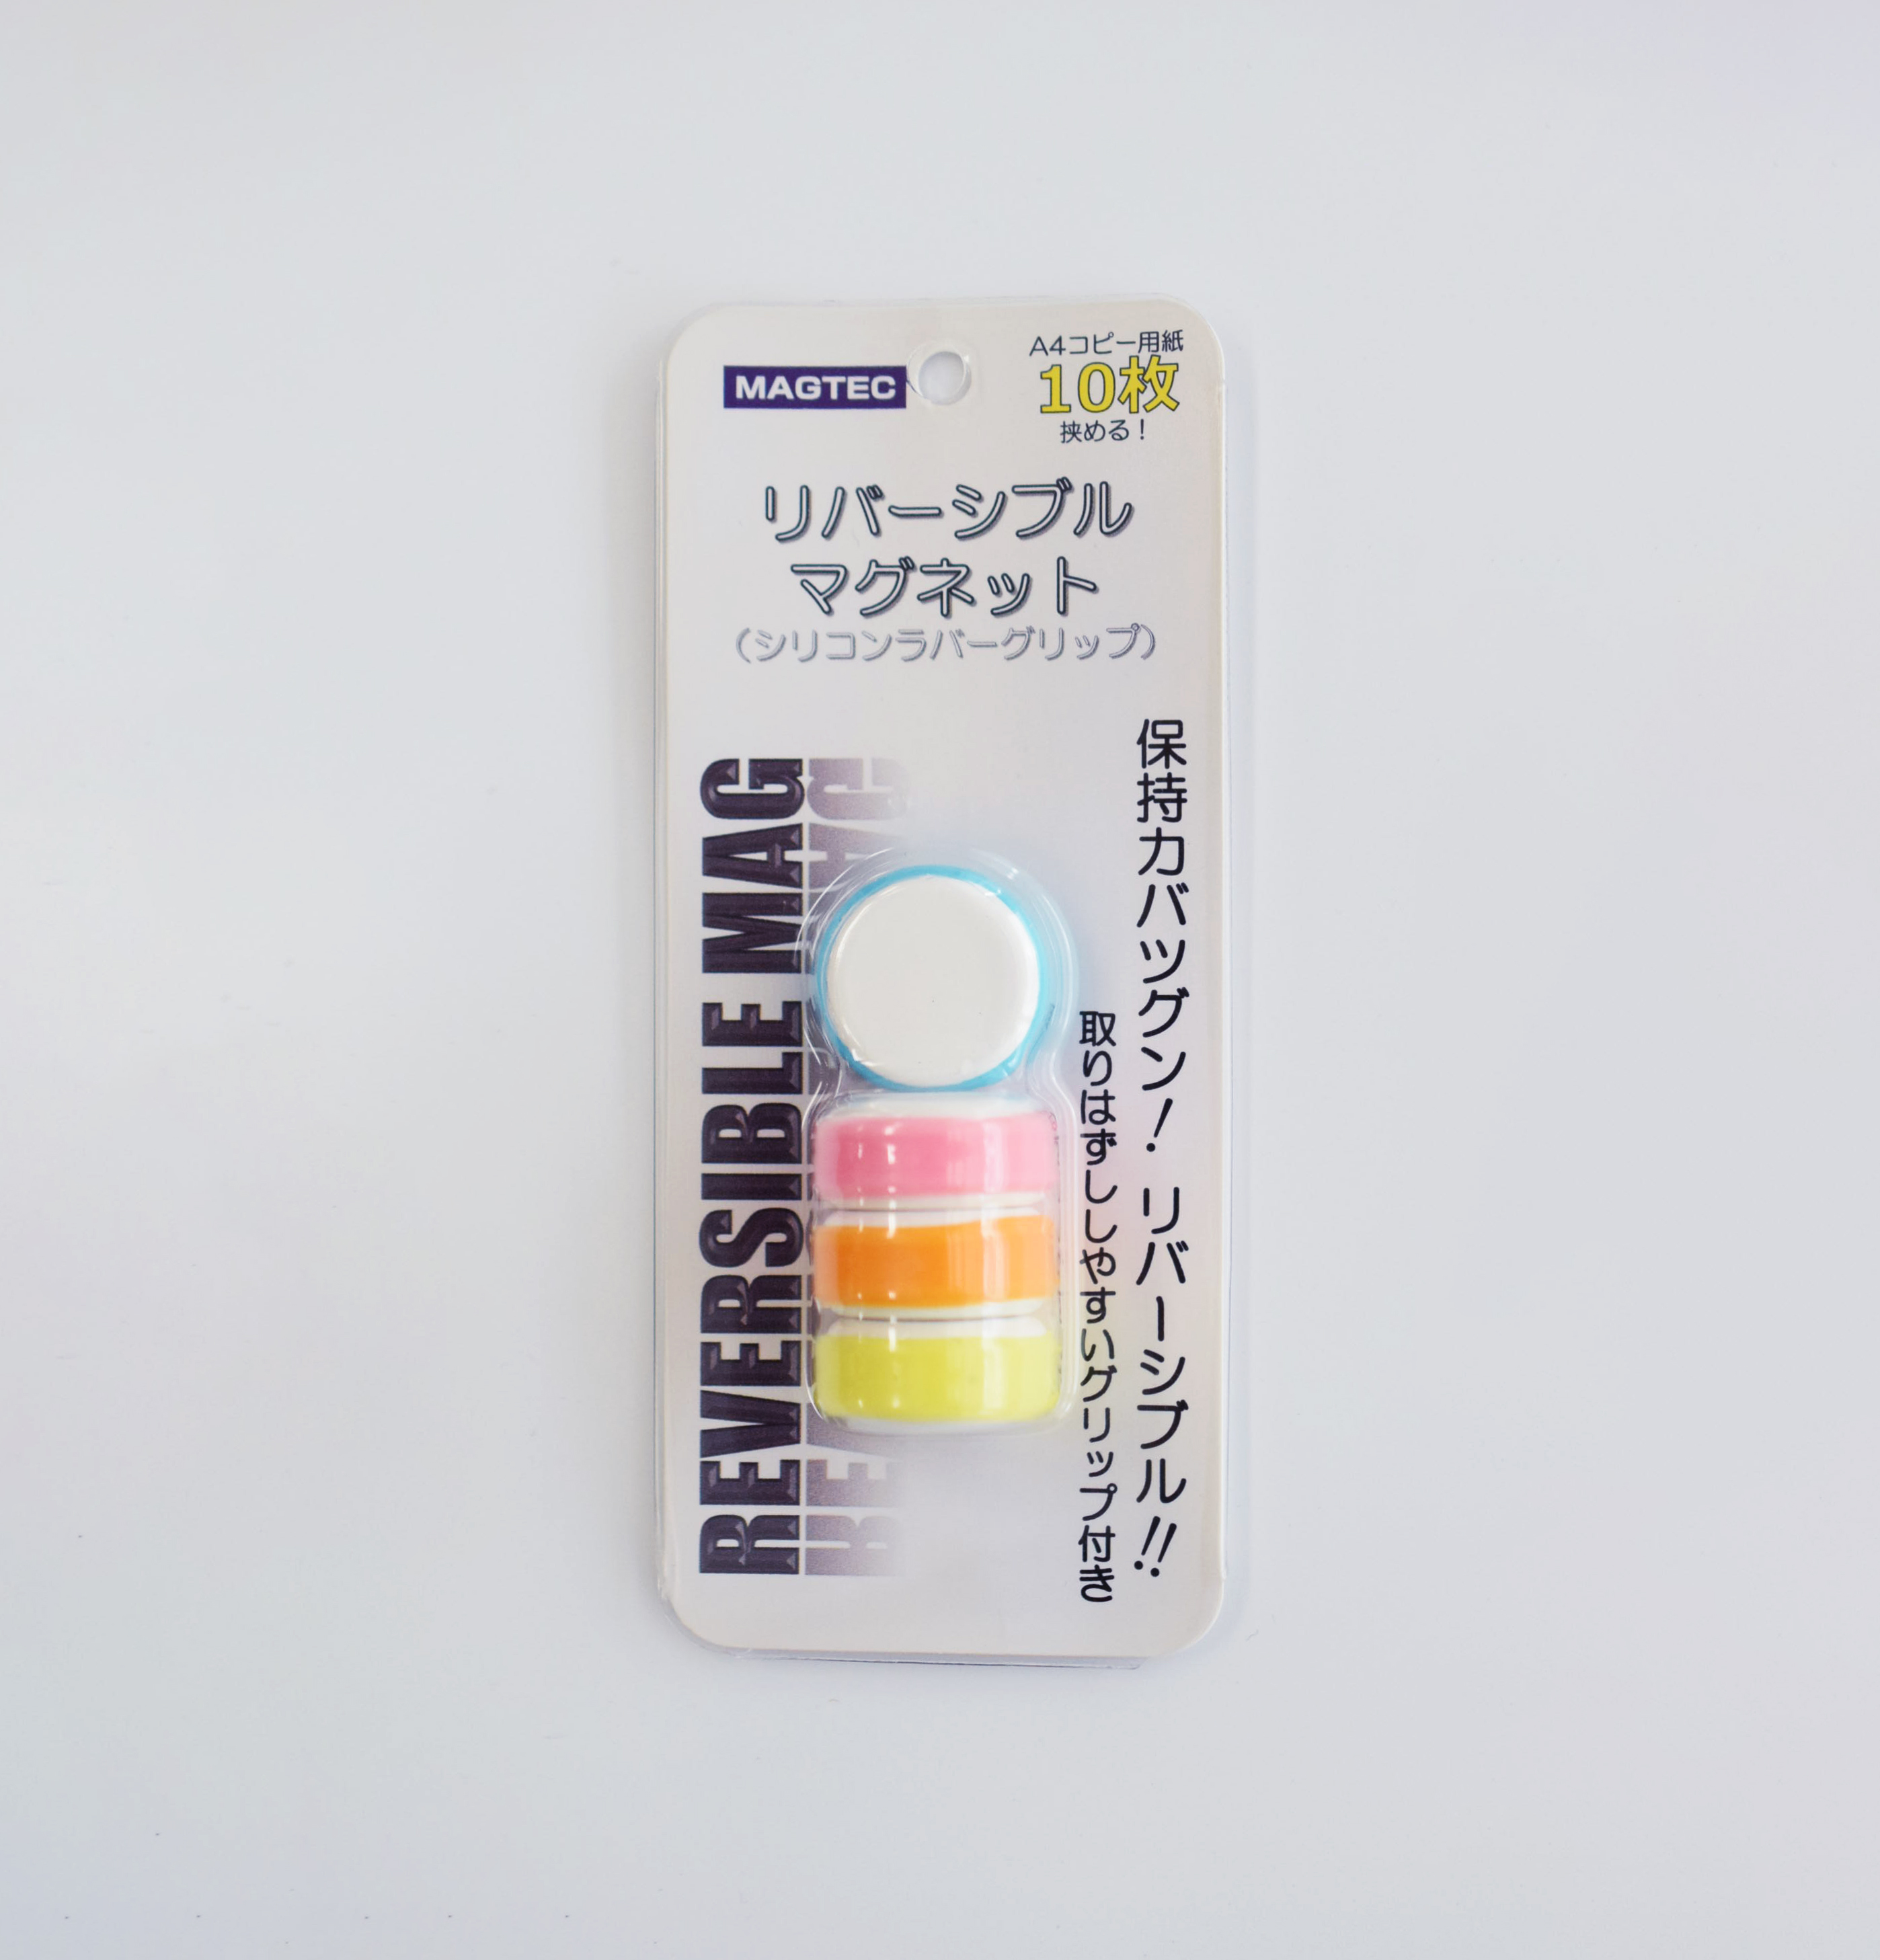 MAGTEC
A4コピー用紙
10枚
挟める！
リバーシブル
マグネット
（シリコンラバーグリップ）
保持力バツグン！ リバーシブル!!
取りはずししやすいグリップ付き
REVERSIBLE MAG